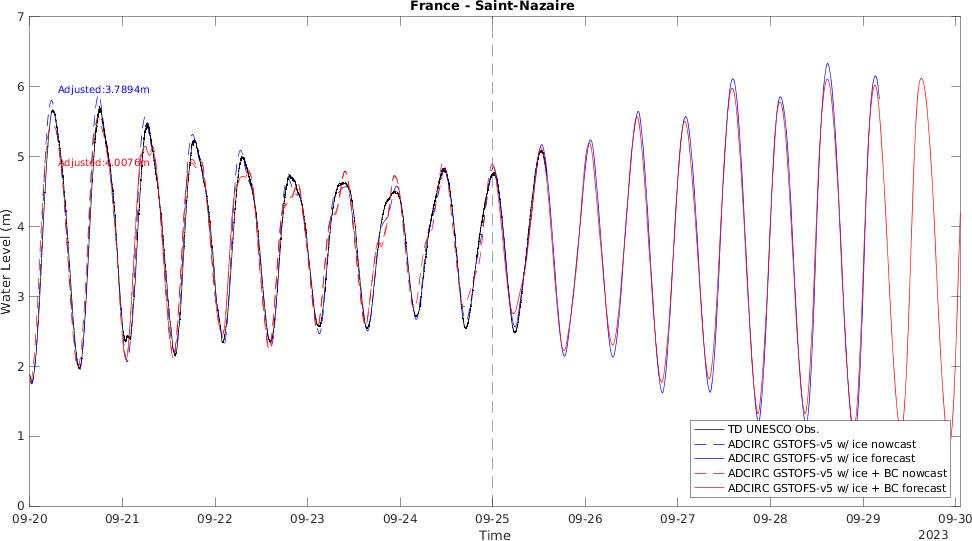 France - Saint-Nazaire
Water Level (m)
7
6
5
4
3
2
1
0
Adjusted:3.7894m
Adjusted:4.0076m
TD UNESCO Obs.
ADCIRC GSTOFS-v5 w/ ice nowcast
ADCIRC GSTOFS-v5 w/ ice forecast
ADCIRC GSTOFS-v5 w/ ice + BC nowcast
ADCIRC GSTOFS-v5 w/ ice + BC forecast
09-20 09-21 09-22 09-23 09-24 09-25 09-26 09-27 09-28 09-29 09-30
Time
2023